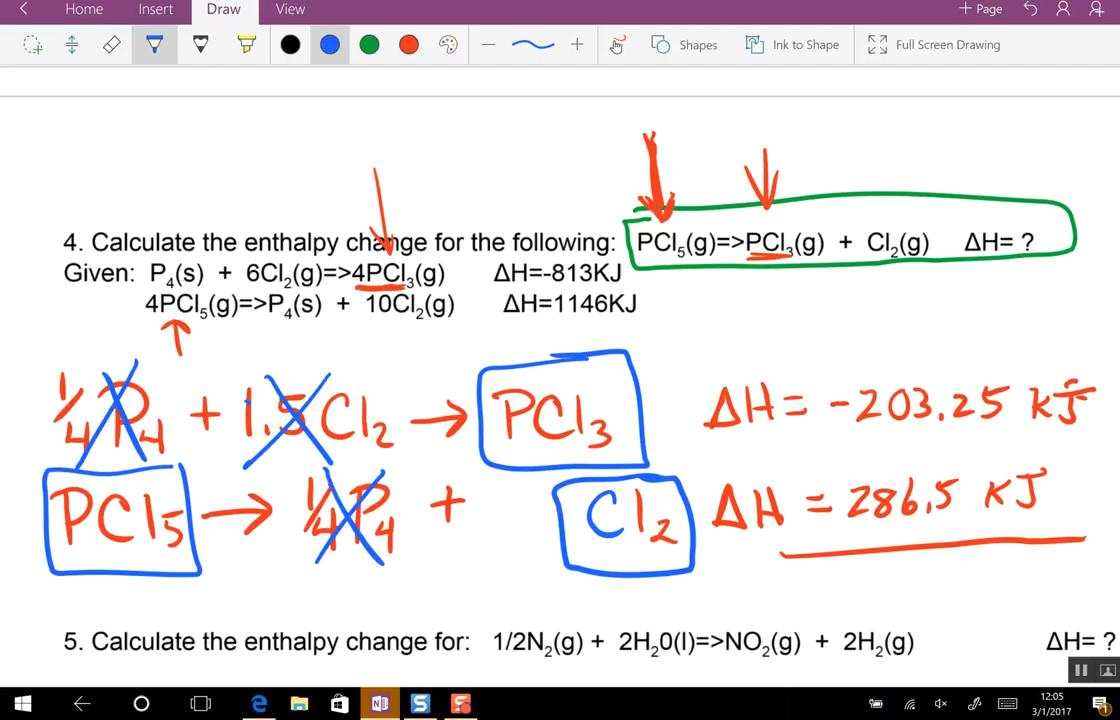 Home Insert Draw View + Page
Shapes Ink to Shape Full Screen Drawing
4. Calculate the enthalpy change for the following: PCl₅(g)=>PCl₃(g) + Cl₂(g) ΔH= ?
Given: P₄(s) + 6Cl₂(g)=>4PCl₃(g) ΔH=-813KJ
4PCl₅(g)=>P₄(s) + 10Cl₂(g) ΔH=1146KJ
1/4 P₄ + 1.5 Cl₂ → PCl₃ ΔH = -203.25 kJ
PCl₅ → 1/4 P₄ + Cl₂ ΔH = 286.5 kJ
5. Calculate the enthalpy change for: 1/2N₂(g) + 2H₂0(l)=>NO₂(g) + 2H₂(g) ΔH= ?
12:05
3/1/2017